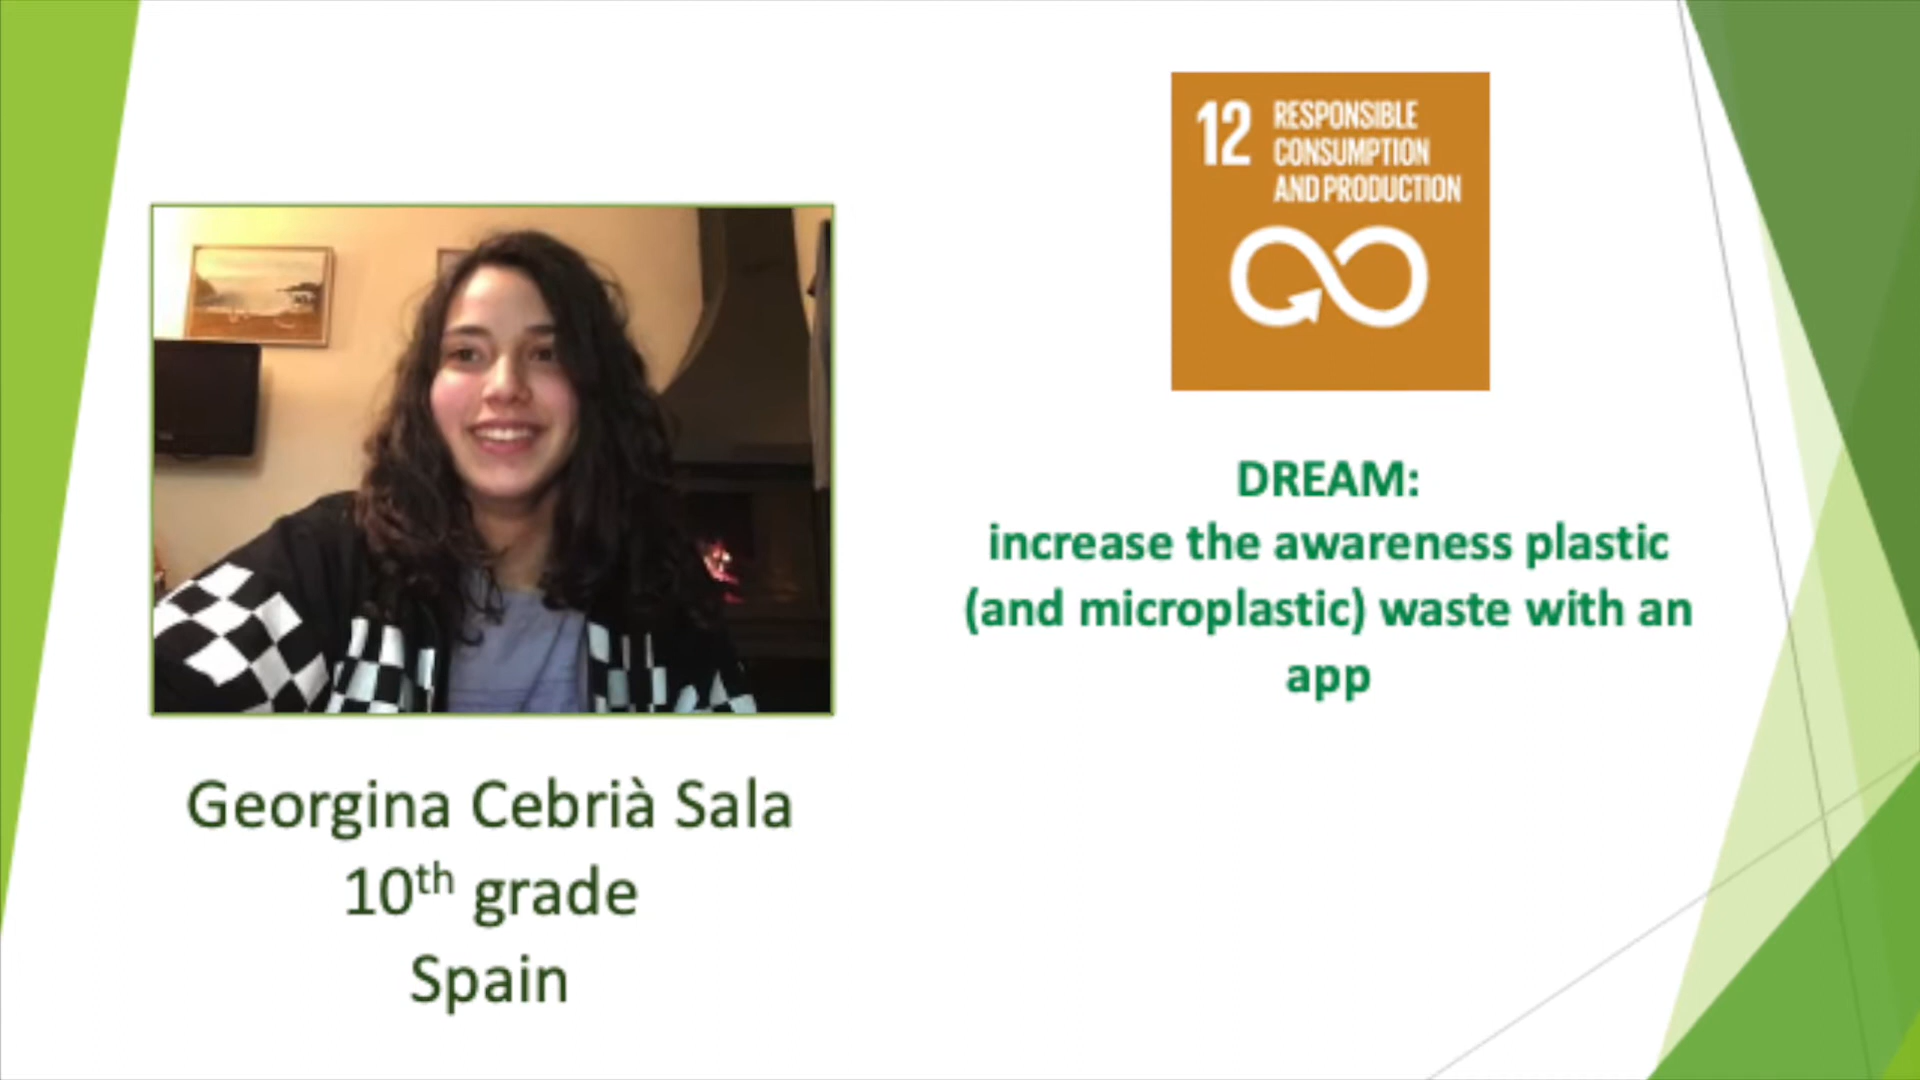 12 RESPONSIBLE
CONSUMPTION
AND PRODUCTION
DREAM:
increase the awareness plastic
(and microplastic) waste with an
app
Georgina Cebrià Sala
10th grade
Spain